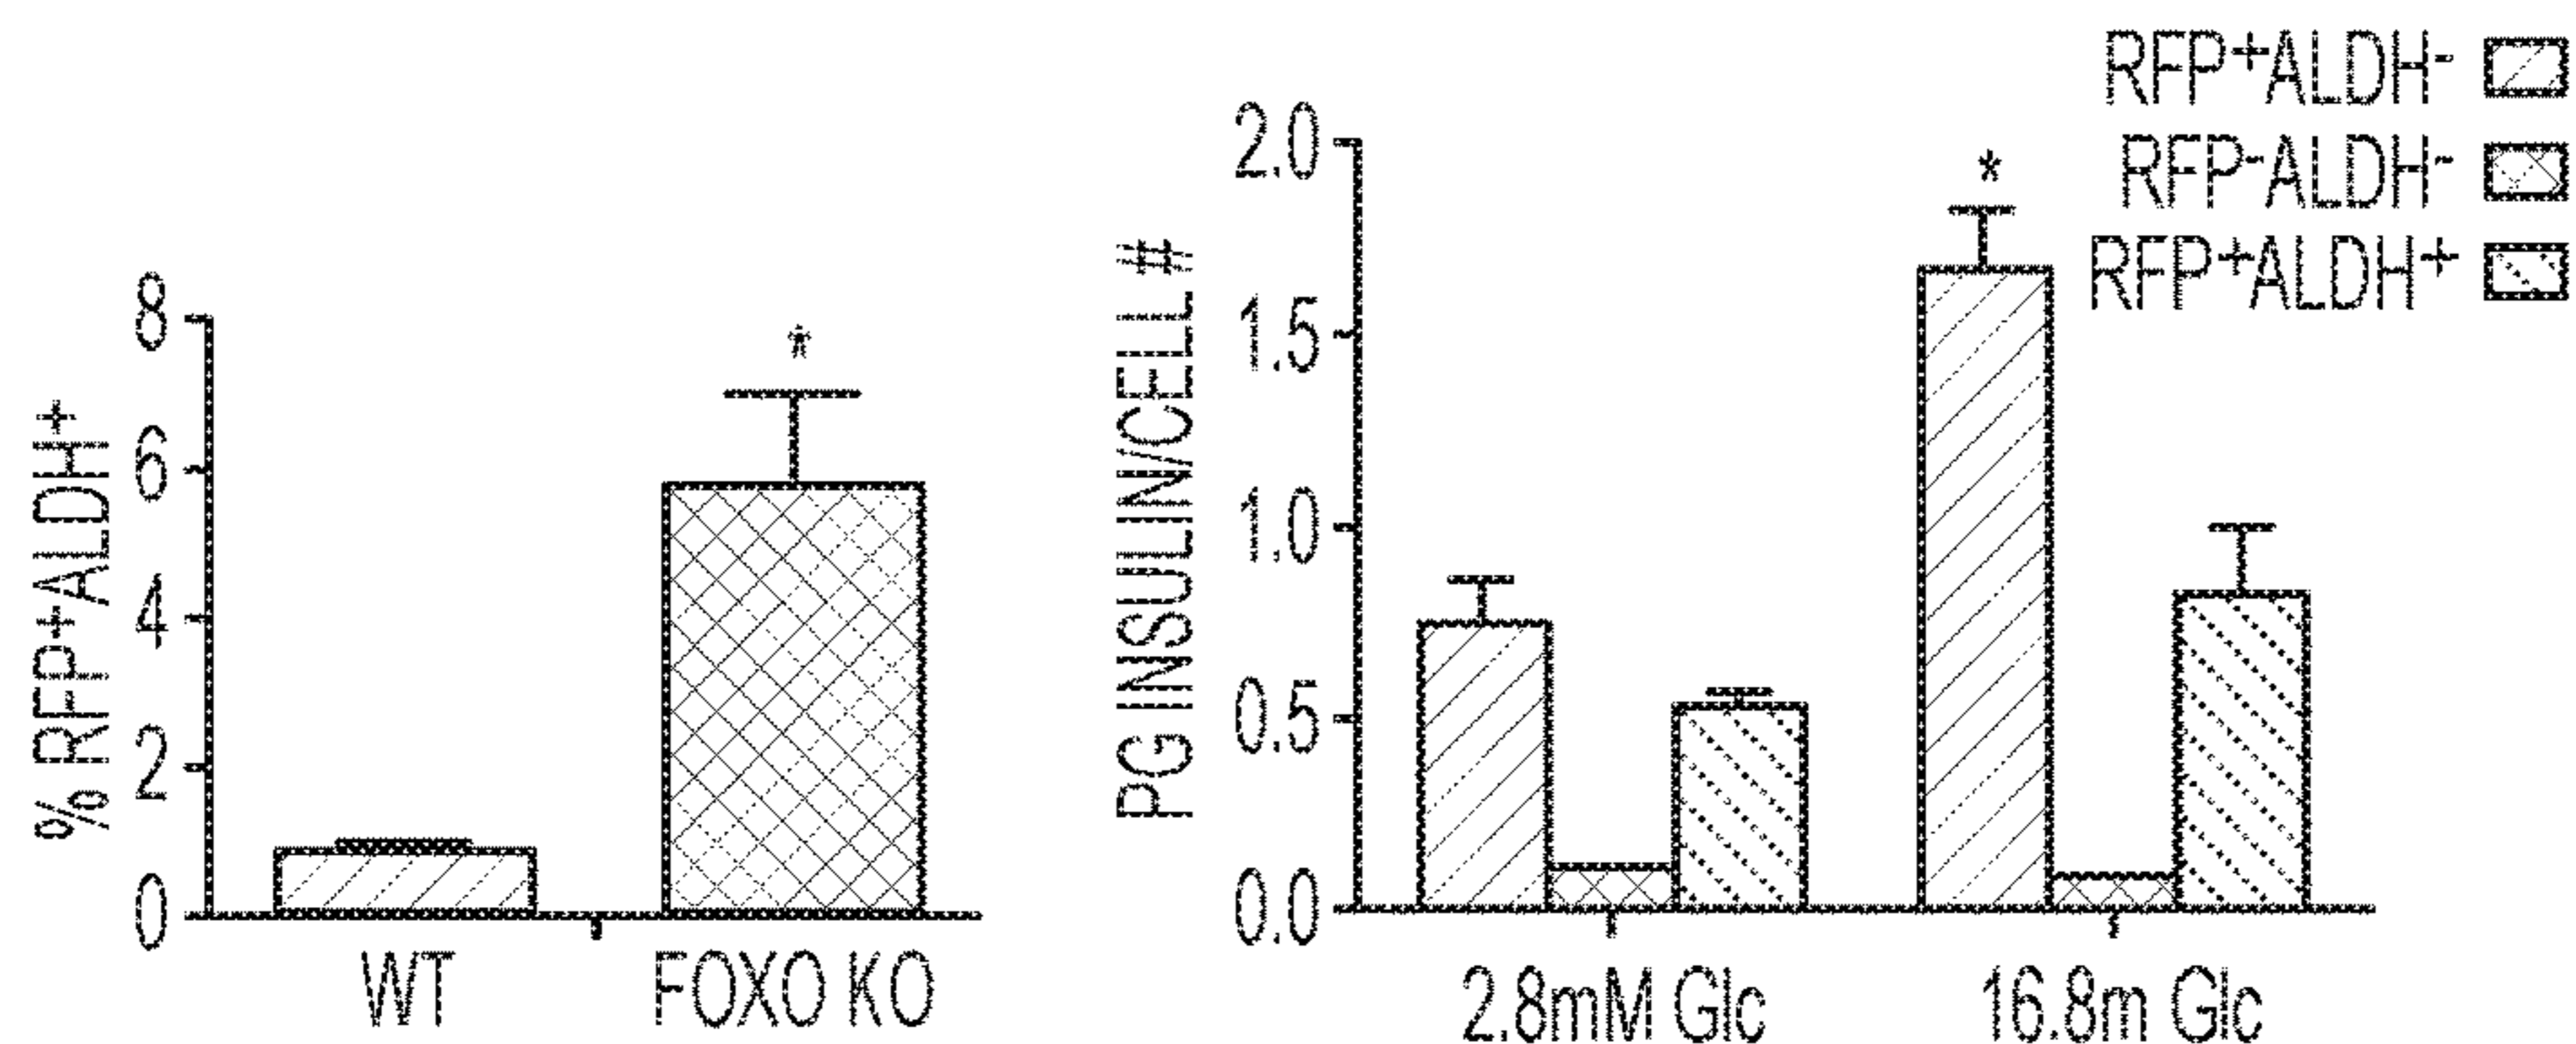 % RFP+ALDH+
8
6
4
2
0
*
WT
FOXO KO
PG INSULIN/CELL #
2.0
1.5
1.0
0.5
0.0
*
2.8mM Glc
16.8m Glc
RFP+ALDH-
RFP-ALDH-
RFP+ALDH+